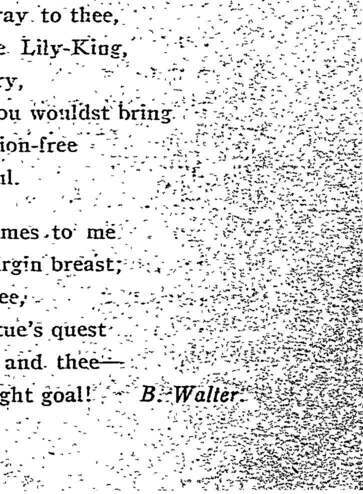 ray to thee,
e Lily-King,
ry,
ou wouldst bring
ion-free
ul.
mes to me
rgin breast;
ee,
tue's quest
and thee—
ght goal! B. Walter.